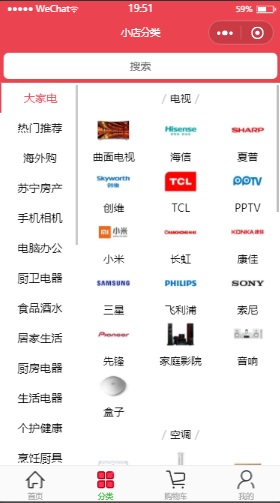 WeChat 19:51 59%
小店分类
搜索
大家电
热门推荐
海外购
苏宁房产
手机相机
电脑办公
厨卫电器
食品酒水
居家生活
厨房电器
生活电器
个护健康
烹饪厨具
/ 电视 /
Hisense SHARP
曲面电视 海信 夏普
Skyworth 创维 TCL PPTV
创维 TCL PPTV
小米 CHANGHONG KONKA 康佳
小米 长虹 康佳
SAMSUNG PHILIPS SONY
三星 飞利浦 索尼
Pioneer
先锋 家庭影院 音响
盒子
/ 空调 /
首页 分类 购物车 我的